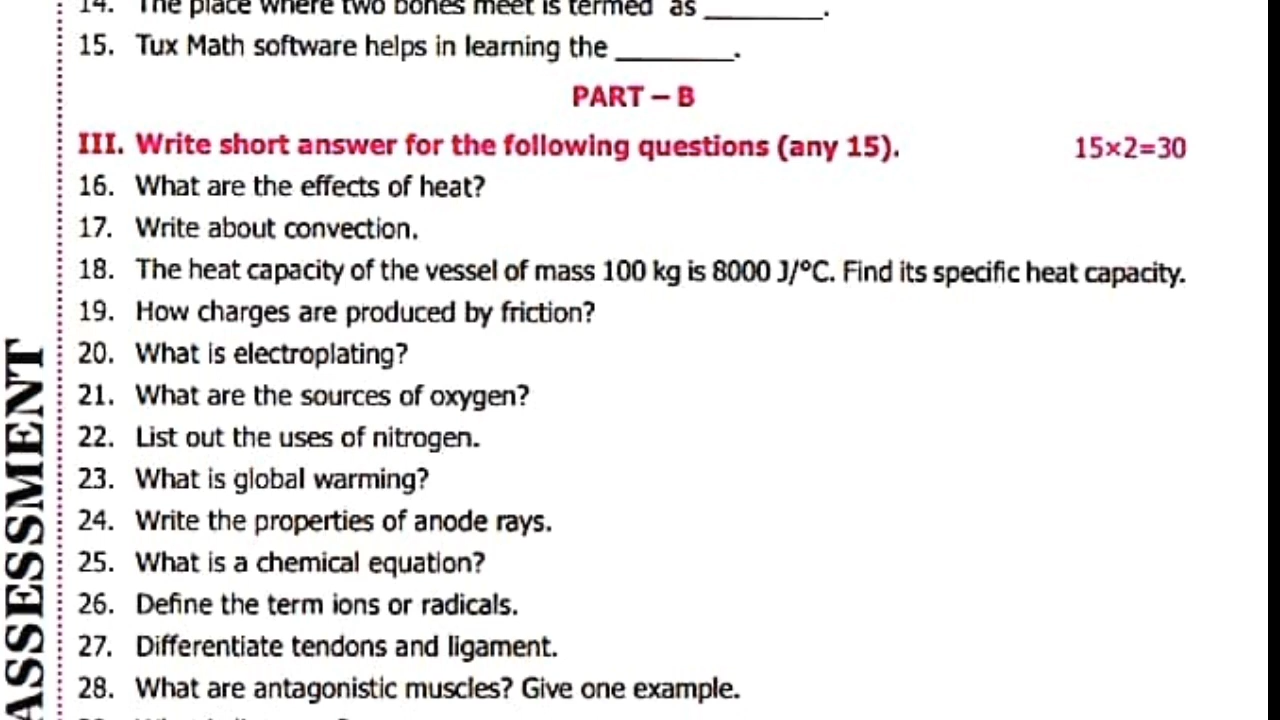 14. The place where two bones meet is termed as ________.
15. Tux Math software helps in learning the ________.
PART – B
III. Write short answer for the following questions (any 15). 15×2=30
16. What are the effects of heat?
17. Write about convection.
18. The heat capacity of the vessel of mass 100 kg is 8000 J/°C. Find its specific heat capacity.
19. How charges are produced by friction?
20. What is electroplating?
21. What are the sources of oxygen?
22. List out the uses of nitrogen.
23. What is global warming?
24. Write the properties of anode rays.
25. What is a chemical equation?
26. Define the term ions or radicals.
27. Differentiate tendons and ligament.
28. What are antagonistic muscles? Give one example.
ASSESSMENT